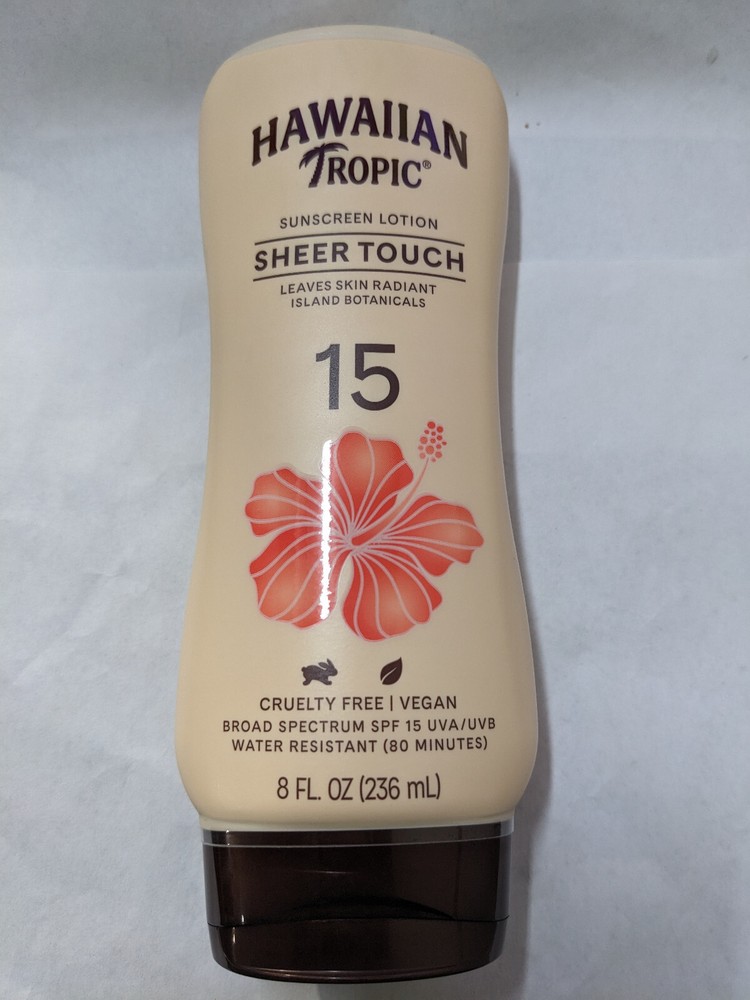 HAWAIIAN
TROPIC®
SUNSCREEN LOTION
SHEER TOUCH
LEAVES SKIN RADIANT
ISLAND BOTANICALS
15
CRUELTY FREE | VEGAN
BROAD SPECTRUM SPF 15 UVA/UVB
WATER RESISTANT (80 MINUTES)
8 FL. OZ (236 mL)